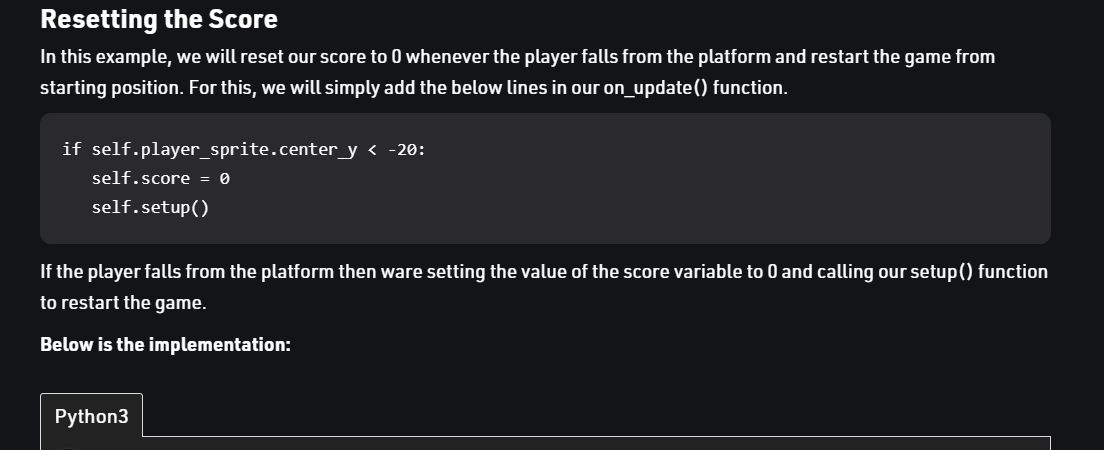 Resetting the Score
In this example, we will reset our score to 0 whenever the player falls from the platform and restart the game from
starting position. For this, we will simply add the below lines in our on_update() function.
if self.player_sprite.center_y < -20:
   self.score = 0
   self.setup()
If the player falls from the platform then ware setting the value of the score variable to 0 and calling our setup() function
to restart the game.
Below is the implementation:
Python3